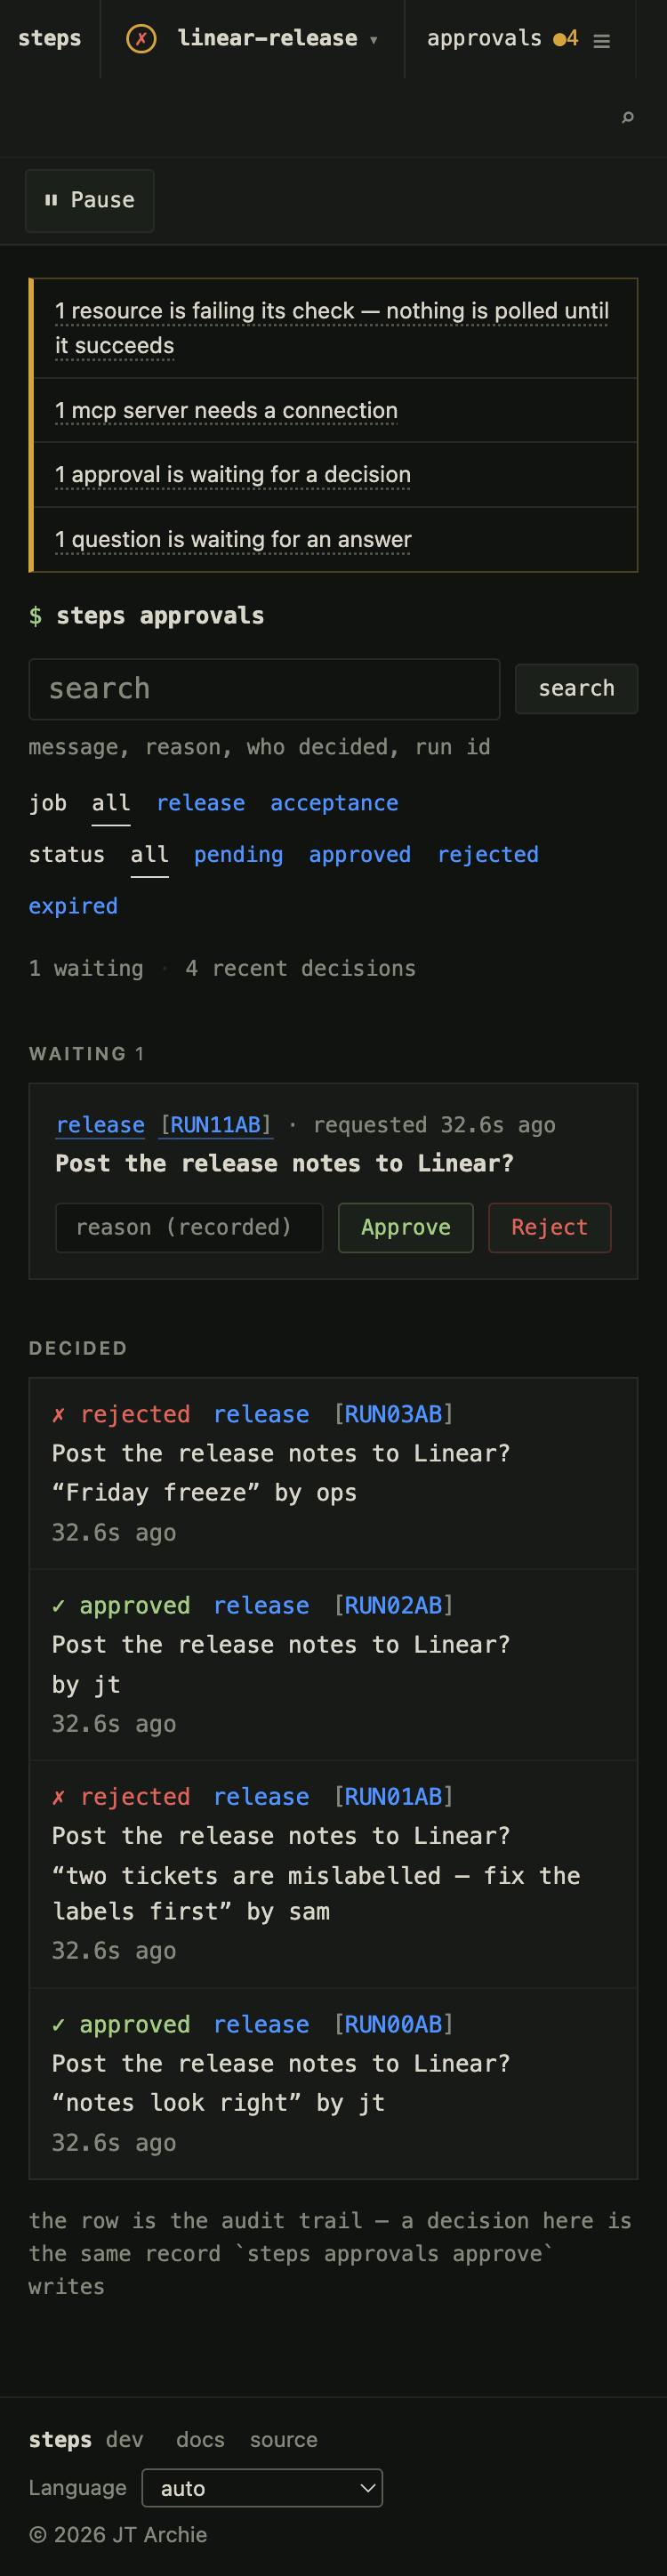 steps ✗ linear-release ▾ approvals ●4 ≡
⌕
⏸ Pause
1 resource is failing its check — nothing is polled until
it succeeds
1 mcp server needs a connection
1 approval is waiting for a decision
1 question is waiting for an answer
$ steps approvals
search search
message, reason, who decided, run id
job all release acceptance
status all pending approved rejected
expired
1 waiting · 4 recent decisions
WAITING 1
release [RUN11AB] · requested 32.6s ago
Post the release notes to Linear?
reason (recorded) Approve Reject
DECIDED
✗ rejected release [RUN03AB]
Post the release notes to Linear?
“Friday freeze” by ops
32.6s ago
✓ approved release [RUN02AB]
Post the release notes to Linear?
by jt
32.6s ago
✗ rejected release [RUN01AB]
Post the release notes to Linear?
“two tickets are mislabelled — fix the
labels first” by sam
32.6s ago
✓ approved release [RUN00AB]
Post the release notes to Linear?
“notes look right” by jt
32.6s ago
the row is the audit trail — a decision here is
the same record `steps approvals approve`
writes
steps dev docs source
Language auto
© 2026 JT Archie